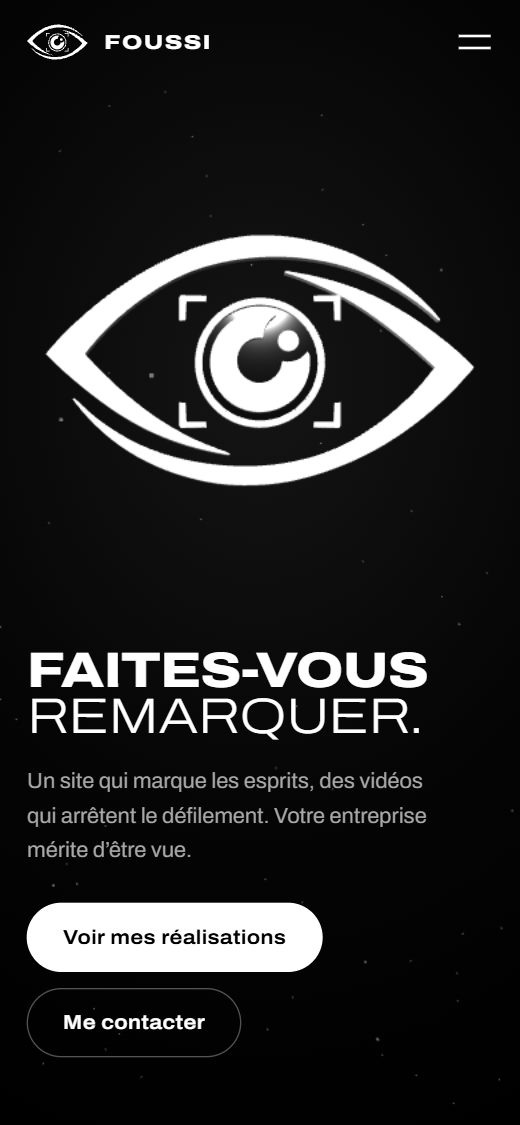 FOUSSI
FAITES-VOUS
REMARQUER.
Un site qui marque les esprits, des vidéos
qui arrêtent le défilement. Votre entreprise
mérite d’être vue.
Voir mes réalisations
Me contacter